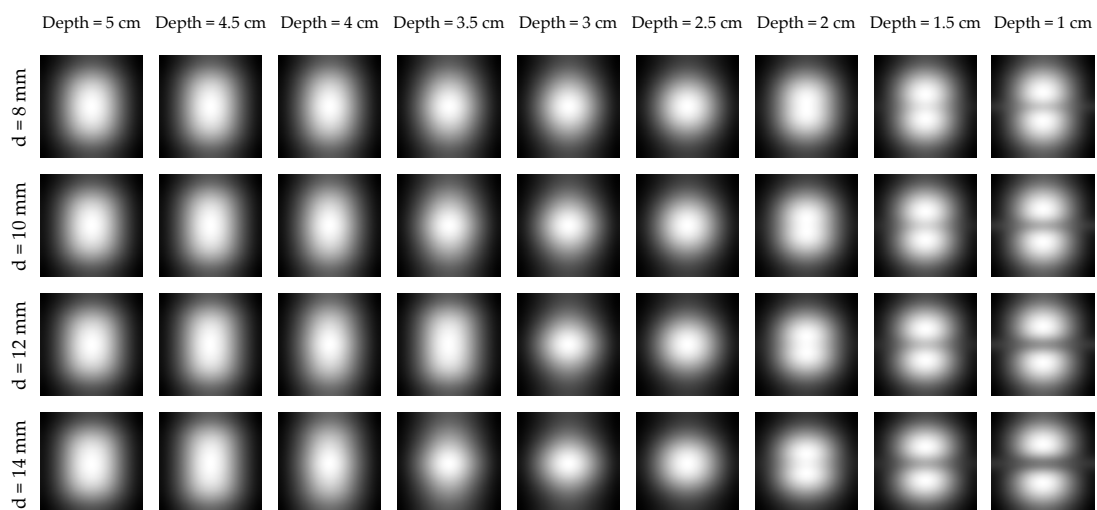 Depth = 5 cm Depth = 4.5 cm Depth = 4 cm Depth = 3.5 cm Depth = 3 cm Depth = 2.5 cm Depth = 2 cm Depth = 1.5 cm Depth = 1 cm
d = 8 mm
d = 10 mm
d = 12 mm
d = 14 mm